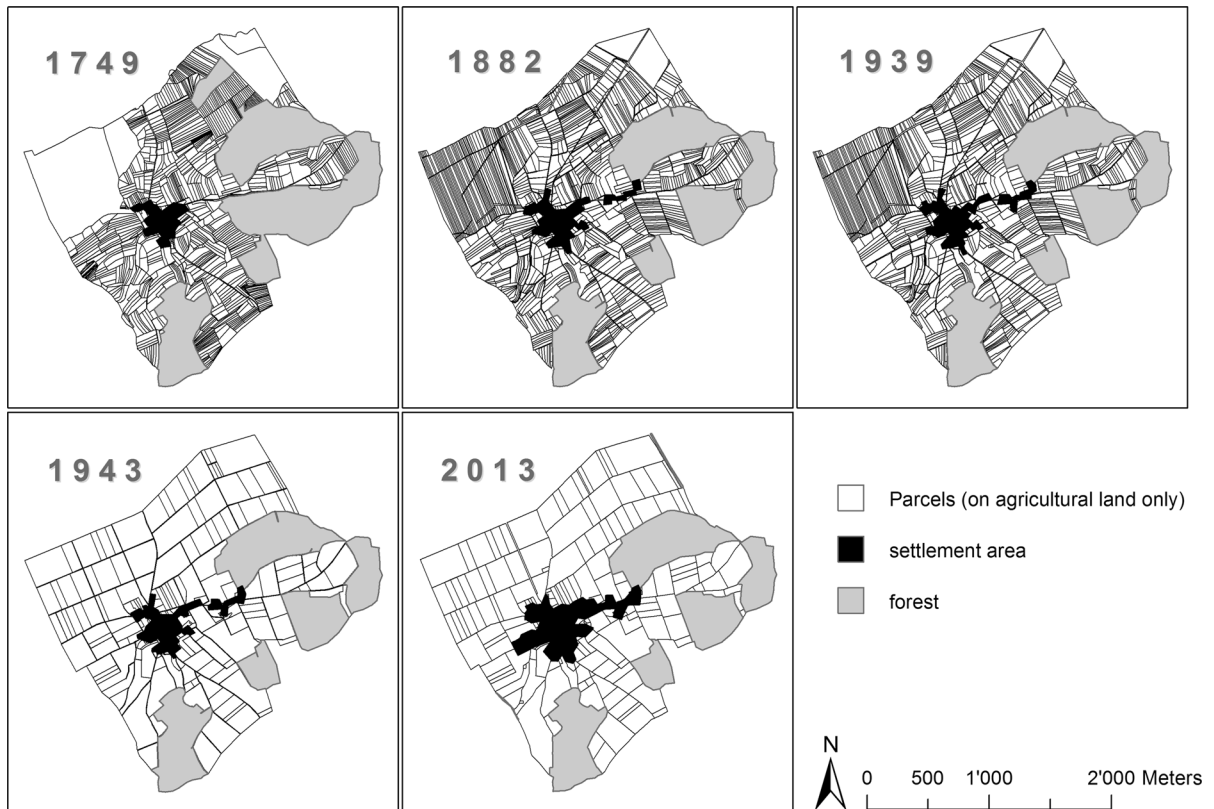 1749
1882
1939
1943
2013
Parcels (on agricultural land only)
settlement area
forest
N
0 500 1'000 2'000 Meters